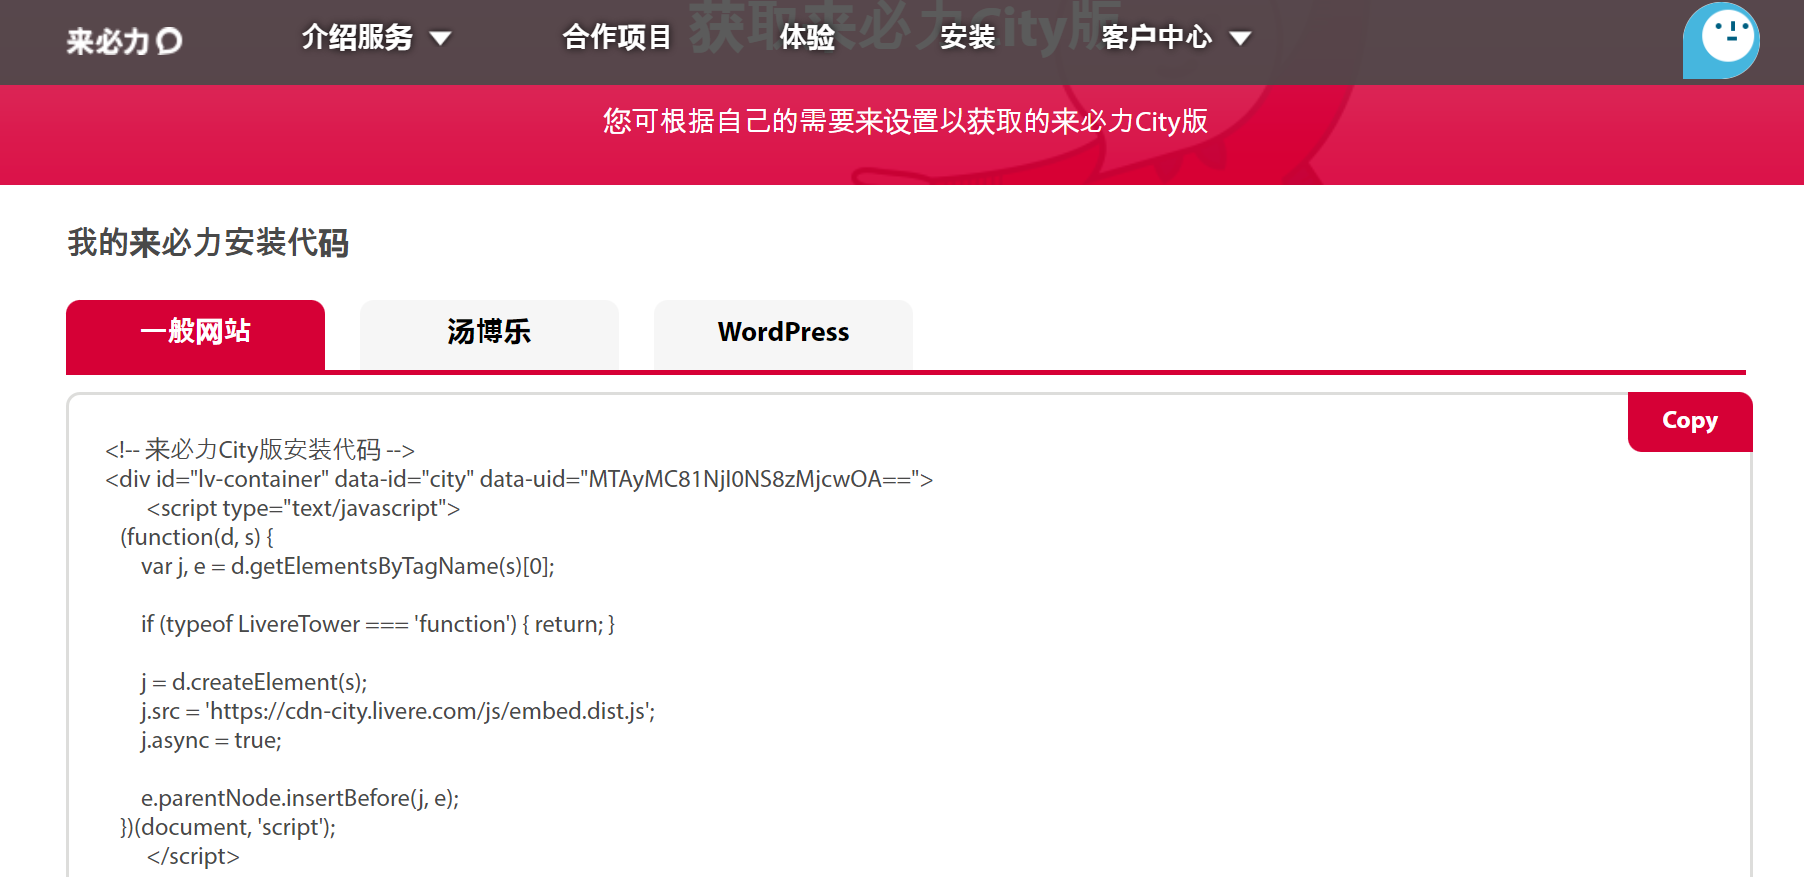 获取来必力City版
来必力
介绍服务
合作项目
体验
安装
客户中心
您可根据自己的需要来设置以获取的来必力City版
我的来必力安装代码
一般网站
汤博乐
WordPress
Copy
<!-- 来必力City版安装代码 -->
<div id="lv-container" data-id="city" data-uid="MTAyMC81NjI0NS8zMjcwOA==">
<script type="text/javascript">
(function(d, s) {
var j, e = d.getElementsByTagName(s)[0];
if (typeof LivereTower === 'function') { return; }
j = d.createElement(s);
j.src = 'https://cdn-city.livere.com/js/embed.dist.js';
j.async = true;
e.parentNode.insertBefore(j, e);
})(document, 'script');
</script>